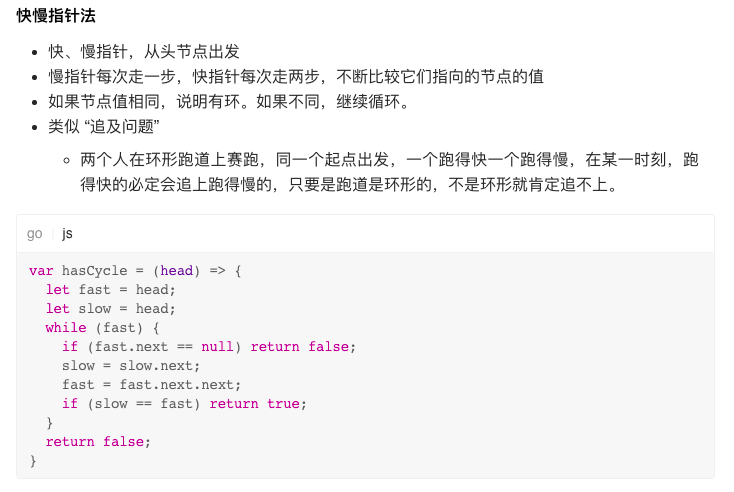 快慢指针法
快、慢指针，从头节点出发
慢指针每次走一步，快指针每次走两步，不断比较它们指向的节点的值
如果节点值相同，说明有环。如果不同，继续循环。
类似 “追及问题”
两个人在环形跑道上赛跑，同一个起点出发，一个跑得快一个跑得慢，在某一时刻，跑
得快的必定会追上跑得慢的，只要是跑道是环形的，不是环形就肯定追不上。
go js
var hasCycle = (head) => {
  let fast = head;
  let slow = head;
  while (fast) {
    if (fast.next == null) return false;
    slow = slow.next;
    fast = fast.next.next;
    if (slow == fast) return true;
  }
  return false;
}